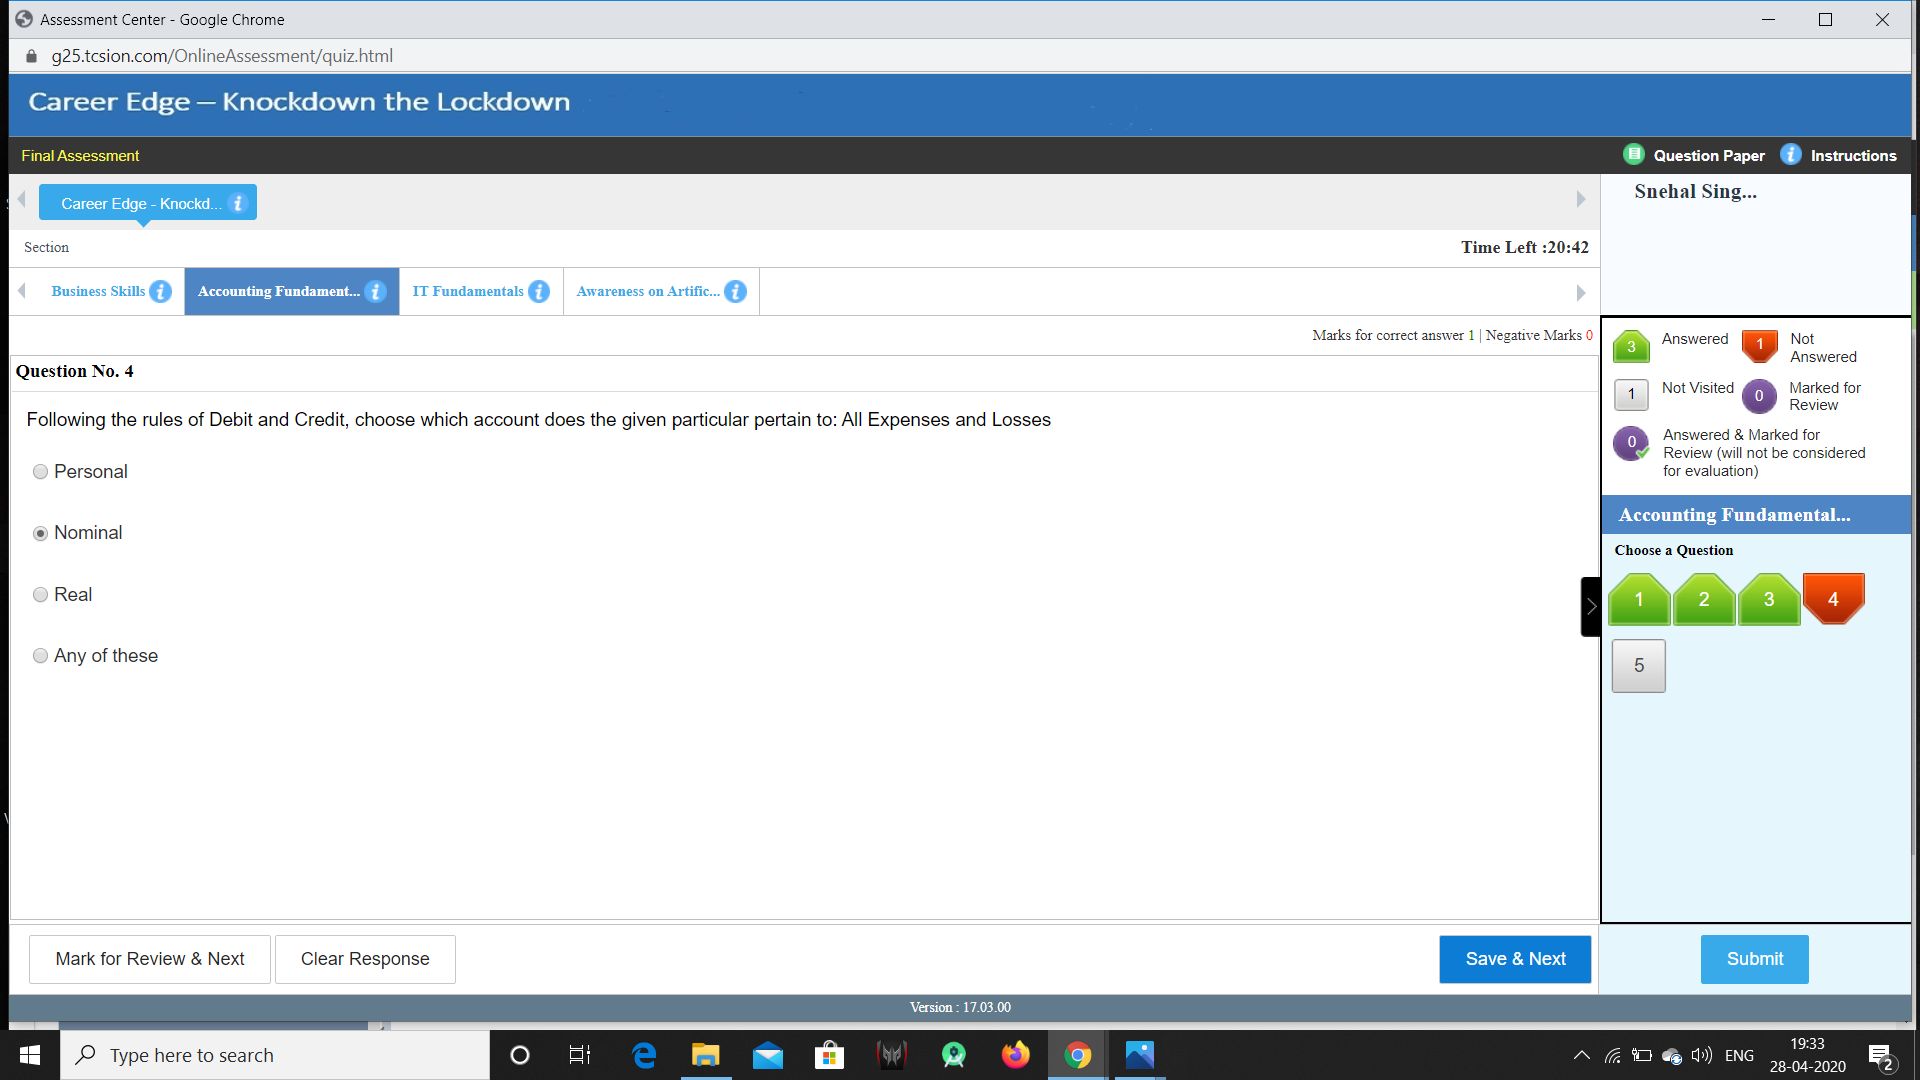 Assessment Center - Google Chrome
g25.tcsion.com/OnlineAssessment/quiz.html
Career Edge – Knockdown the Lockdown
Final Assessment
Question Paper
i Instructions
Career Edge - Knockd... i
Snehal Sing...
Section
Time Left :20:42
Business Skills i
Accounting Fundament... i
IT Fundamentals i
Awareness on Artific... i
Marks for correct answer 1 | Negative Marks 0
3 Answered
1 Not Answered
1 Not Visited
0 Marked for Review
0 Answered & Marked for
Review (will not be considered
for evaluation)
Question No. 4
Following the rules of Debit and Credit, choose which account does the given particular pertain to: All Expenses and Losses
Personal
Nominal
Real
Any of these
Accounting Fundamental...
Choose a Question
1 2 3 4
5
Mark for Review & Next
Clear Response
Save & Next
Submit
Version : 17.03.00
Type here to search
ENG
19:33
28-04-2020
2